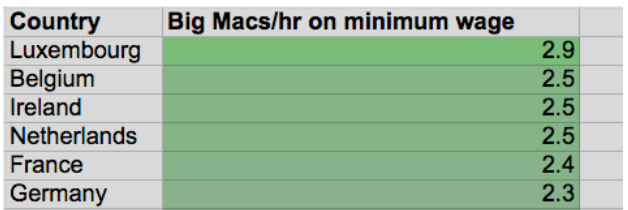 Country Big Macs/hr on minimum wage
Luxembourg 2.9
Belgium 2.5
Ireland 2.5
Netherlands 2.5
France 2.4
Germany 2.3